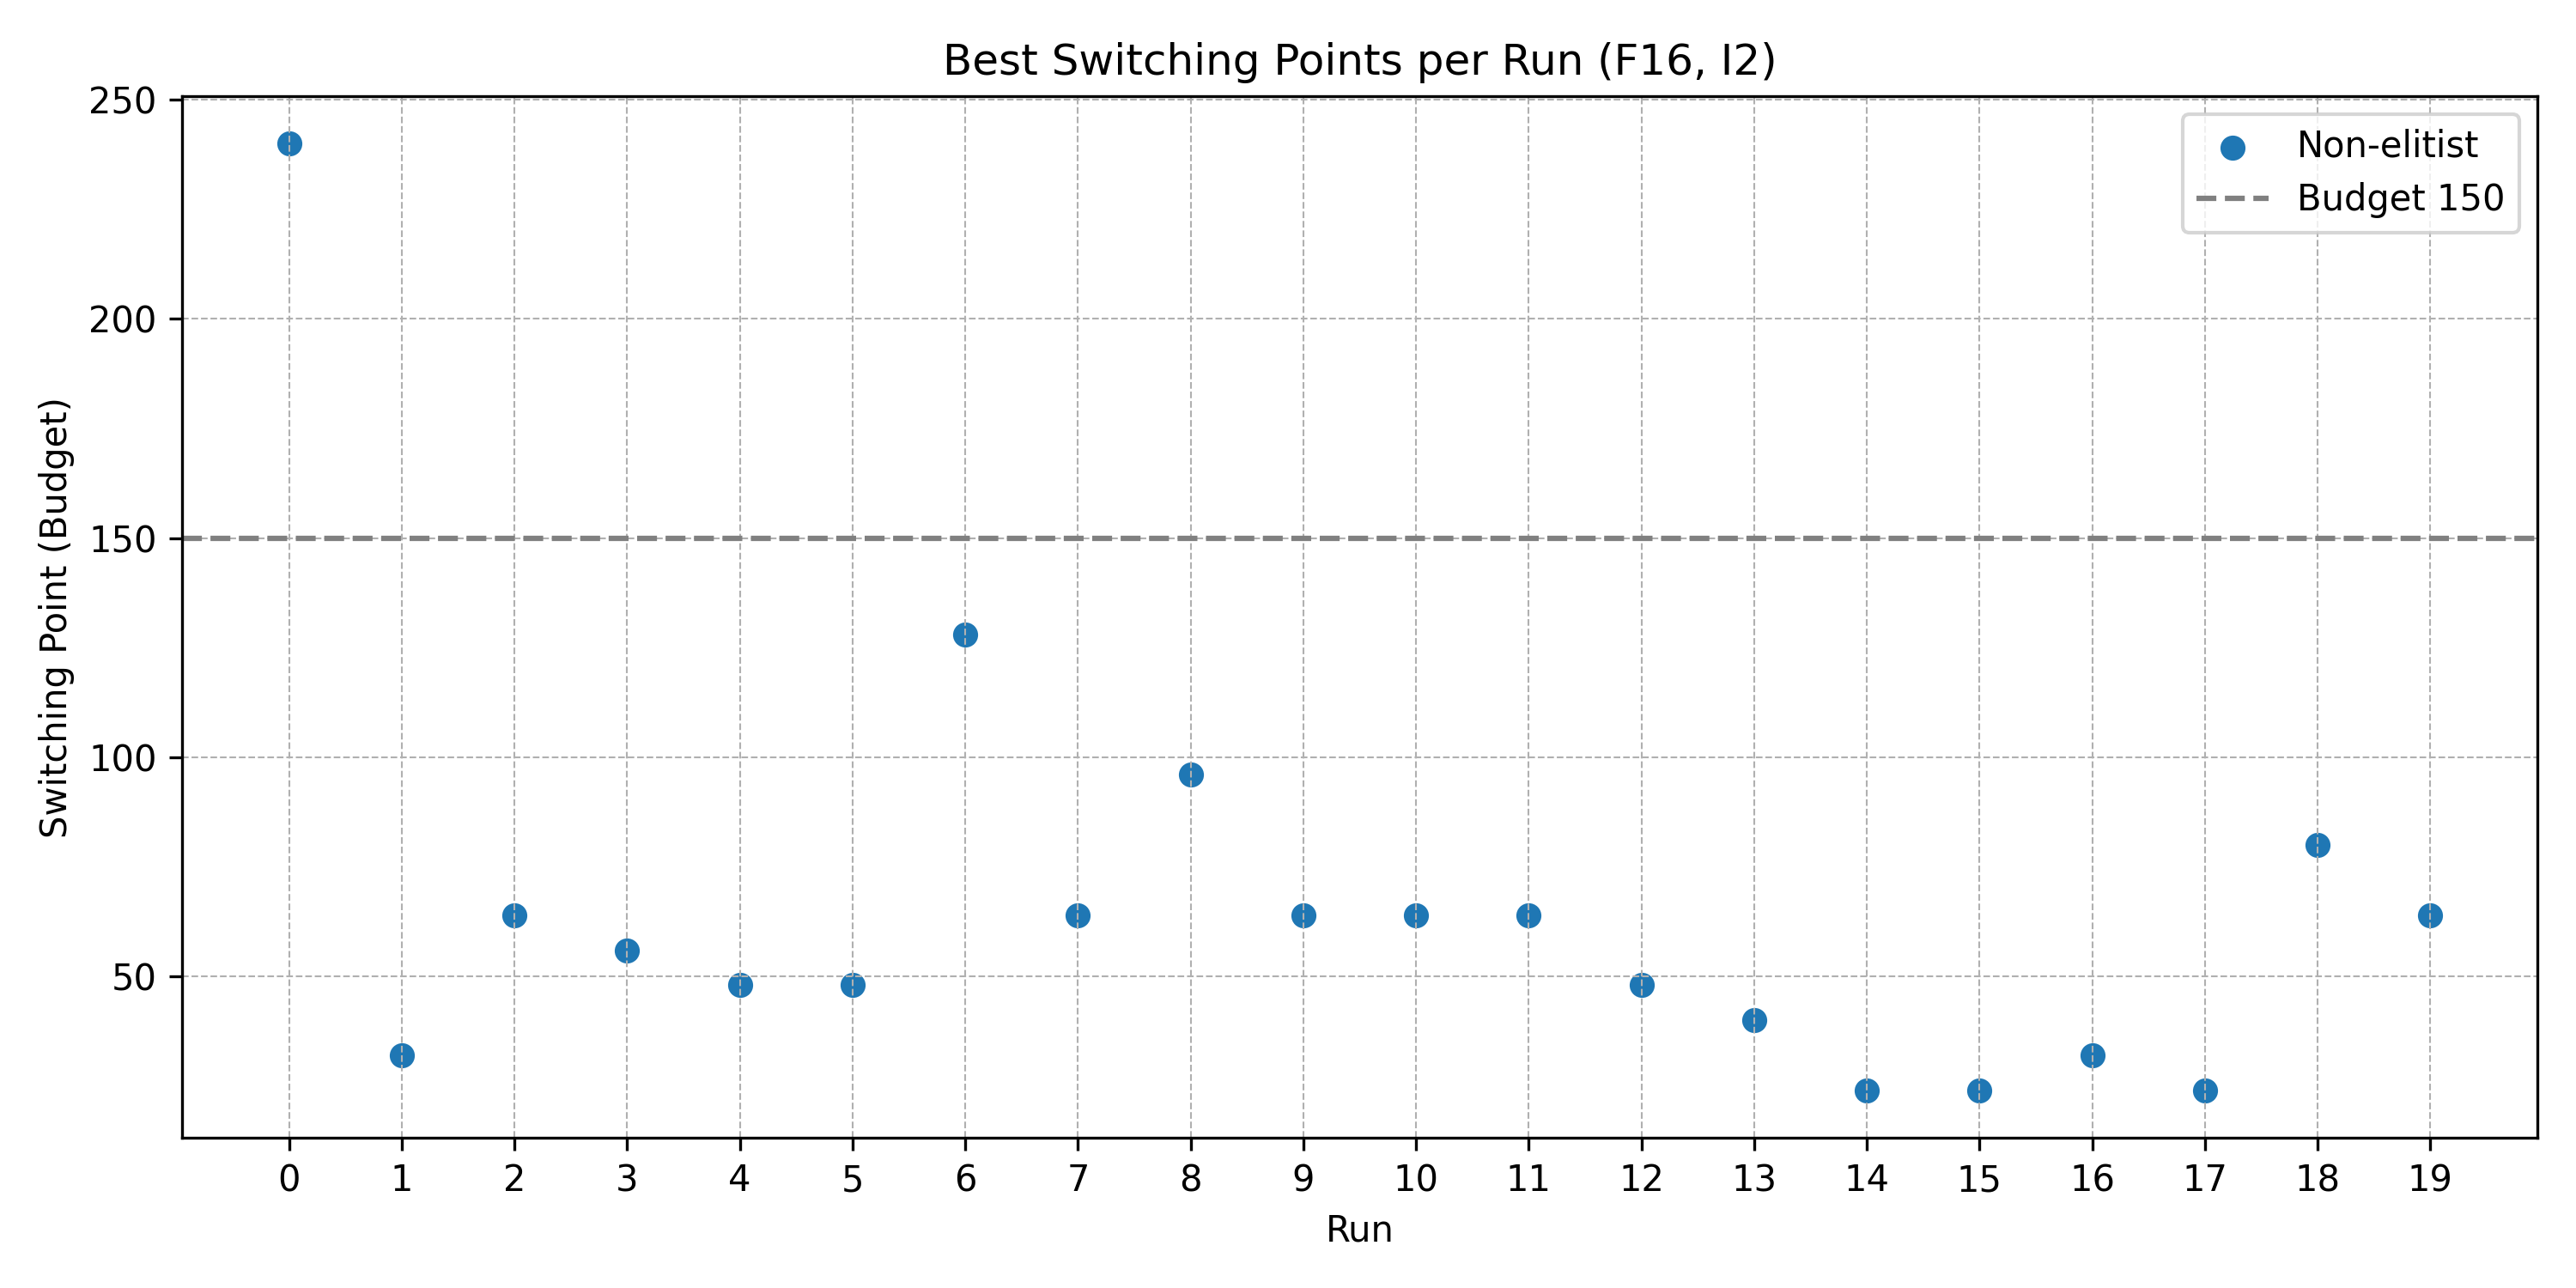 Best Switching Points per Run (F16, I2)
Non-elitist
Budget 150
Switching Point (Budget)
250
200
150
100
50
0 1 2 3 4 5 6 7 8 9 10 11 12 13 14 15 16 17 18 19
Run